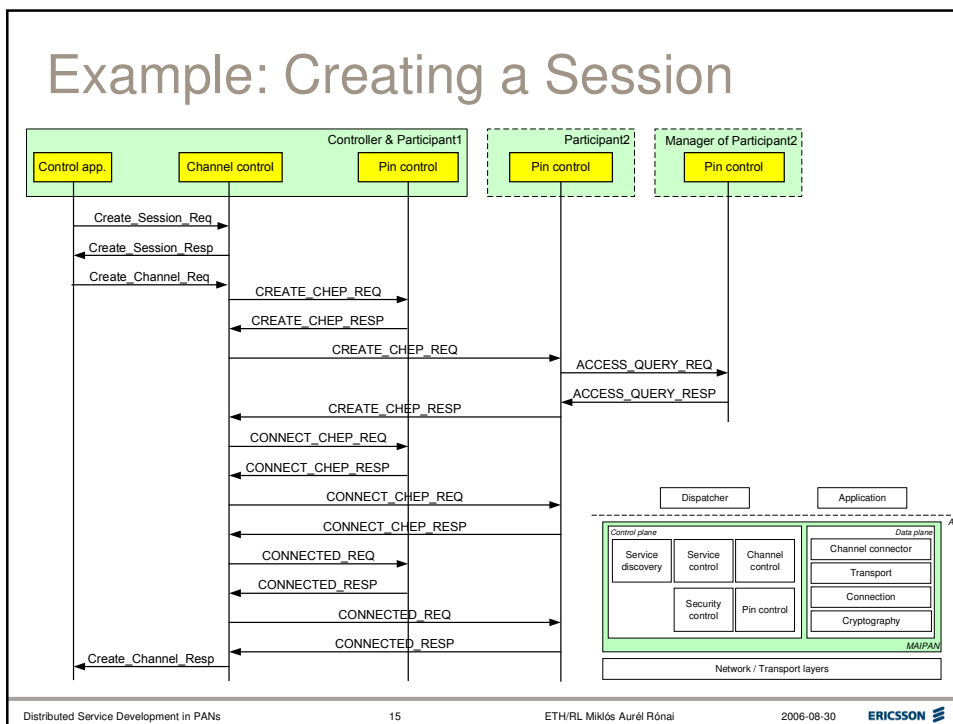 Example: Creating a Session
Controller & Participant1
Participant2
Manager of Participant2
Control app.
Channel control
Pin control
Pin control
Pin control
Create_Session_Req
Create_Session_Resp
Create_Channel_Req
CREATE_CHEP_REQ
CREATE_CHEP_RESP
CREATE_CHEP_REQ
ACCESS_QUERY_REQ
ACCESS_QUERY_RESP
CREATE_CHEP_RESP
CONNECT_CHEP_REQ
CONNECT_CHEP_RESP
CONNECT_CHEP_REQ
CONNECT_CHEP_RESP
CONNECTED_REQ
CONNECTED_RESP
CONNECTED_REQ
CONNECTED_RESP
Create_Channel_Resp
Dispatcher
Application
A
Control plane
Data plane
Service
discovery
Service
control
Channel
control
Security
control
Pin control
Channel connector
Transport
Connection
Cryptography
MAIPAN
Network / Transport layers
Distributed Service Development in PANs
15
ETH/RL Miklós Aurél Rónai
2006-08-30
ERICSSON